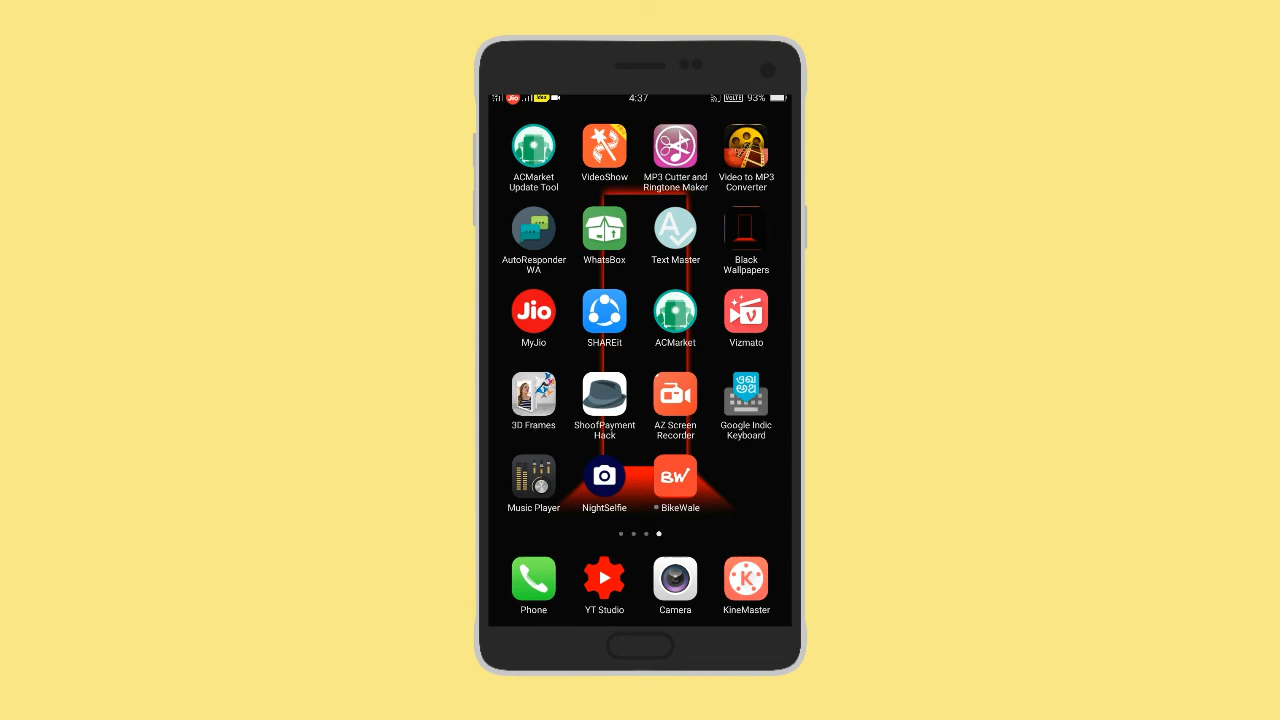 Jio
4:37
VoLTE 93%
ACMarket
Update Tool
VideoShow
MP3 Cutter and
Ringtone Maker
Video to MP3
Converter
AutoResponder
WA
WhatsBox
A
Text Master
Black
Wallpapers
Jio
MyJio
SHAREit
ACMarket
V
Vizmato
3D Frames
ShoofPayment
Hack
AZ Screen
Recorder
Google Indic
Keyboard
Music Player
NightSelfie
BW
BikeWale
Phone
YT Studio
Camera
K
KineMaster